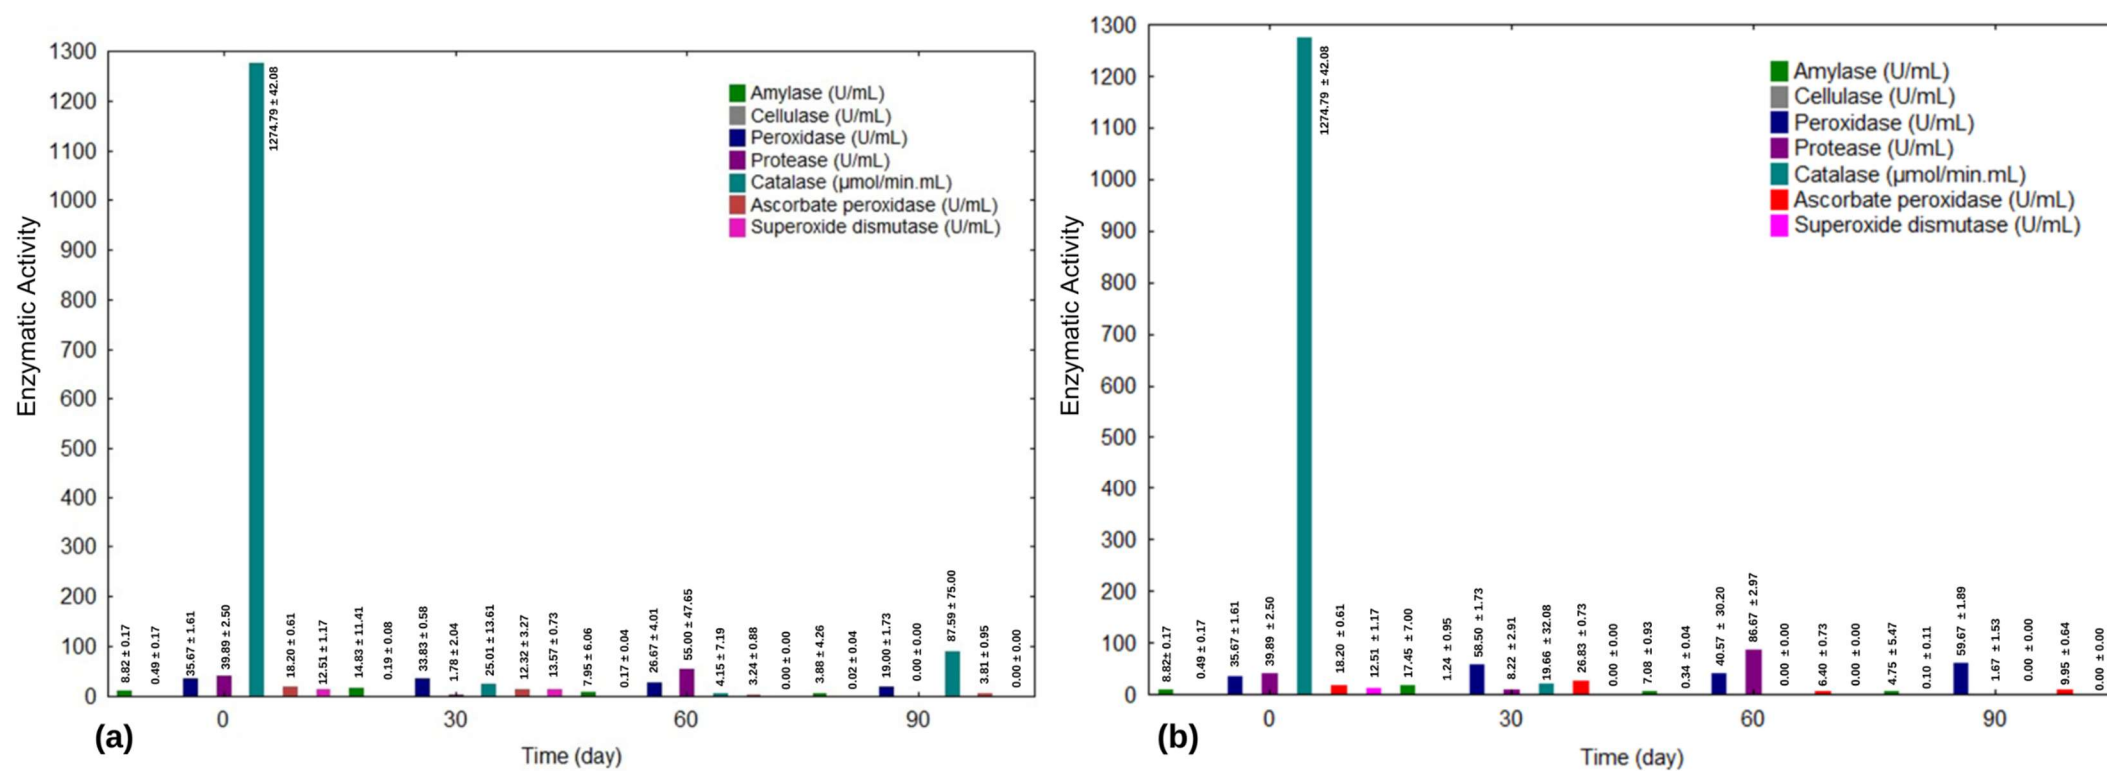 1300
1200
1100
1000
900
800
700
600
500
400
300
200
100
0
Enzymatic Activity
1274.79 ± 42.08
Amylase (U/mL)
Cellulase (U/mL)
Peroxidase (U/mL)
Protease (U/mL)
Catalase (µmol/min.mL)
Ascorbate peroxidase (U/mL)
Superoxide dismutase (U/mL)
8.82 ± 0.17
0.49 ± 0.17
35.67 ± 1.61
39.89 ± 2.50
18.20 ± 0.61
12.51 ± 1.17
14.83 ± 11.41
0.19 ± 0.08
33.83 ± 0.58
1.78 ± 2.04
25.01 ± 13.61
12.32 ± 3.27
13.57 ± 0.73
7.95 ± 6.06
0.17 ± 0.04
26.67 ± 4.01
55.00 ± 47.65
4.15 ± 7.19
3.24 ± 0.88
0.00 ± 0.00
3.88 ± 4.26
0.02 ± 0.04
19.00 ± 1.73
0.00 ± 0.00
87.59 ± 75.00
3.81 ± 0.95
0.00 ± 0.00
0 30 60 90
(a)
Time (day)
1300
1200
1100
1000
900
800
700
600
500
400
300
200
100
0
Enzymatic Activity
1274.79 ± 42.08
Amylase (U/mL)
Cellulase (U/mL)
Peroxidase (U/mL)
Protease (U/mL)
Catalase (µmol/min.mL)
Ascorbate peroxidase (U/mL)
Superoxide dismutase (U/mL)
8.82± 0.17
0.49 ± 0.17
35.67 ± 1.61
39.89 ± 2.50
18.20 ± 0.61
12.51 ± 1.17
17.45 ± 7.00
1.24 ± 0.95
58.50 ± 1.73
8.22 ± 2.91
19.66 ± 32.08
26.83 ± 0.73
0.00 ± 0.00
7.08 ± 0.93
0.34 ± 0.04
40.57 ± 30.20
86.67 ± 2.97
0.00 ± 0.00
6.40 ± 0.73
0.00 ± 0.00
4.75 ± 5.47
0.10 ± 0.11
59.67 ± 1.89
1.67 ± 1.53
0.00 ± 0.00
9.95 ± 0.64
0.00 ± 0.00
0 30 60 90
(b)
Time (day)